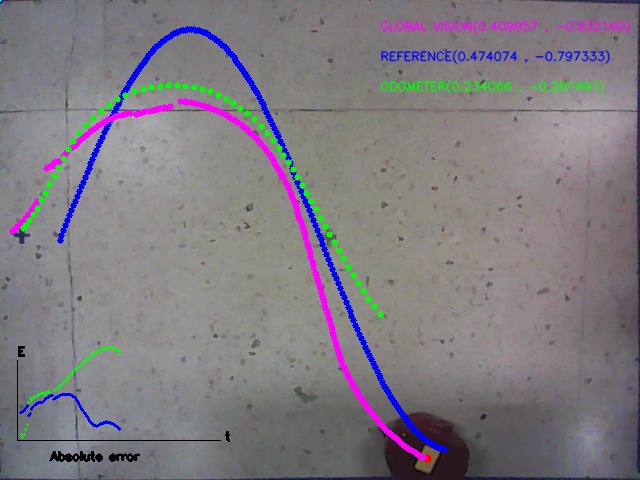 GLOBAL VISION(0.409957 , -0.832160)
REFERENCE(0.474074 , -0.797333)
ODOMETER(0.234066 , -0.281491)
E
t
Absolute error